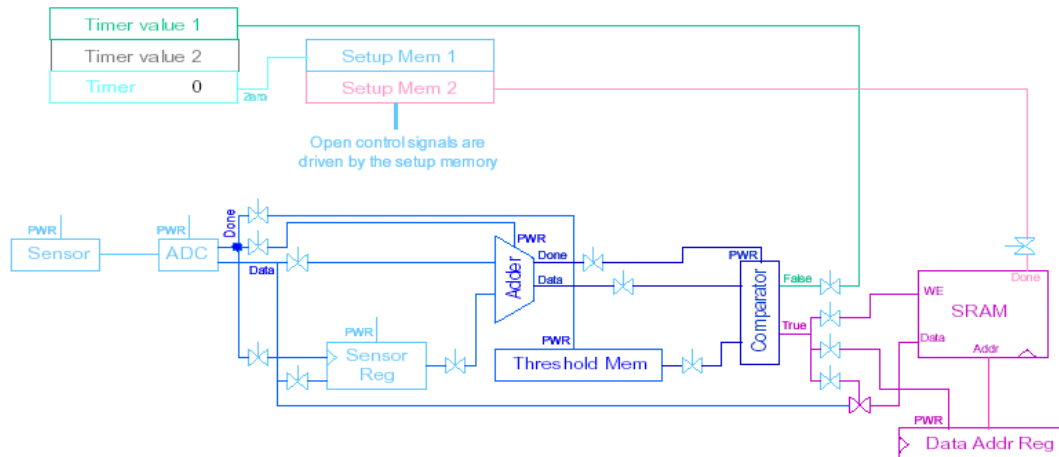 Timer value 1
Timer value 2
Setup Mem 1
Timer 0
Zero
Setup Mem 2
Open control signals are
driven by the setup memory
PWR
Sensor
PWR
ADC
Done
Data
PWR
Adder
Done
Data
PWR
Comparator
False
True
Done
WE
SRAM
Data
Addr
PWR
Sensor
Reg
PWR
Threshold Mem
PWR
Data Addr Reg